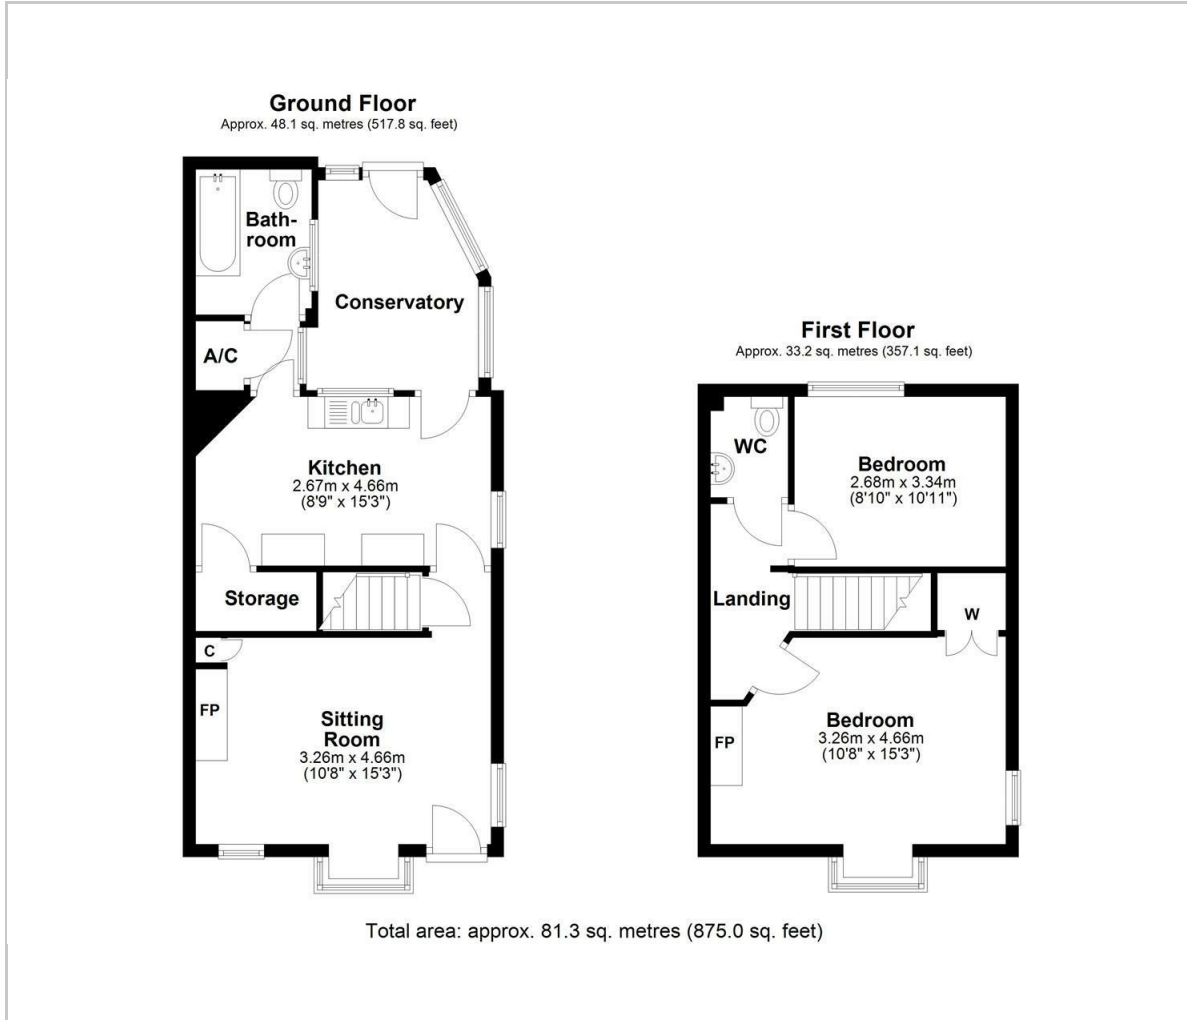 Ground Floor
Approx. 48.1 sq. metres (517.8 sq. feet)
Bath-
room
Conservatory
A/C
Kitchen
2.67m x 4.66m
(8'9" x 15'3")
Storage
C
FP
Sitting
Room
3.26m x 4.66m
(10'8" x 15'3")
First Floor
Approx. 33.2 sq. metres (357.1 sq. feet)
WC
Bedroom
2.68m x 3.34m
(8'10" x 10'11")
Landing
W
Bedroom
3.26m x 4.66m
(10'8" x 15'3")
FP
Total area: approx. 81.3 sq. metres (875.0 sq. feet)